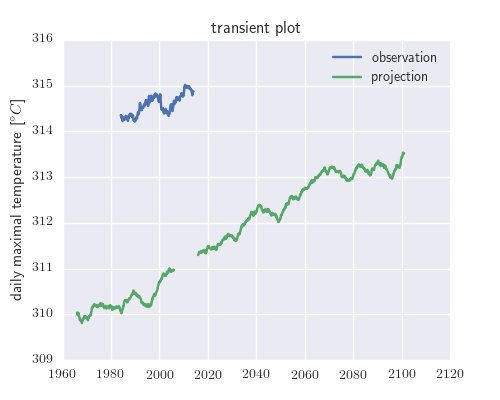 transient plot
316
315
314
313
312
311
310
309
daily maximal temperature [°C]
observation
projection
1960 1980 2000 2020 2040 2060 2080 2100 2120